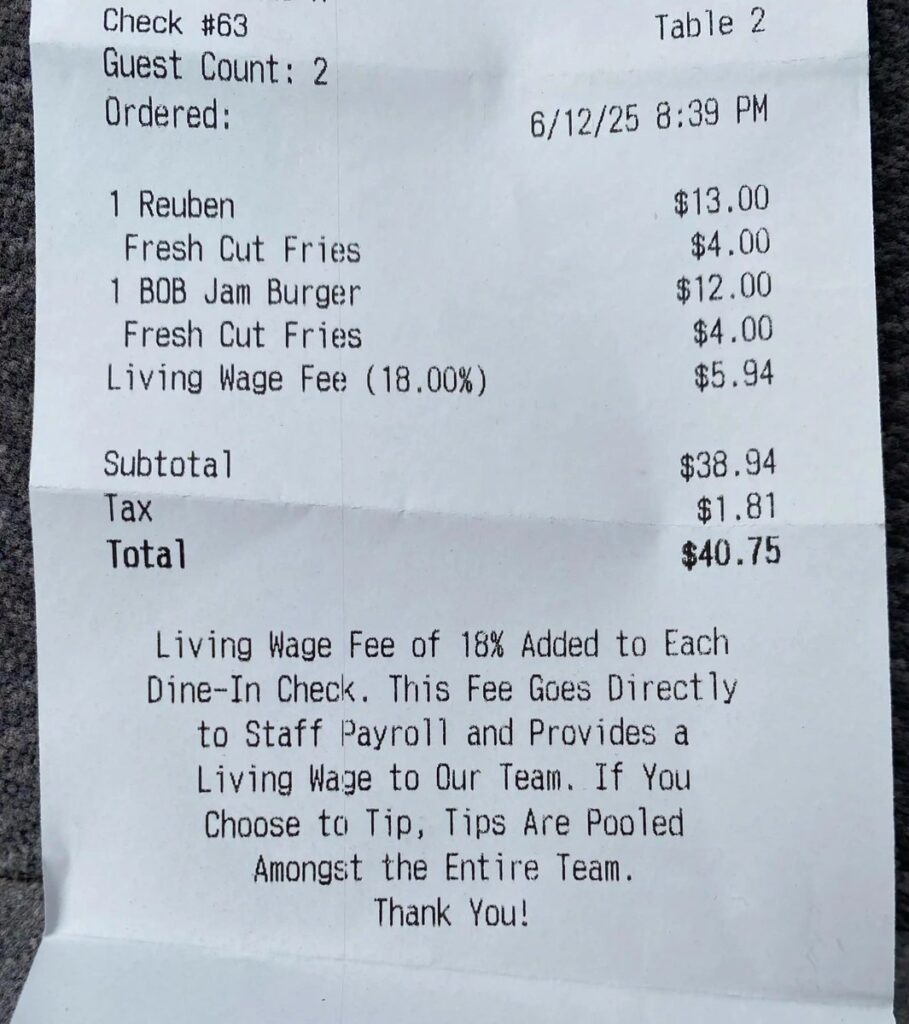 Check #63 Table 2
Guest Count: 2
Ordered: 6/12/25 8:39 PM
1 Reuben $13.00
Fresh Cut Fries $4.00
1 BOB Jam Burger $12.00
Fresh Cut Fries $4.00
Living Wage Fee (18.00%) $5.94
Subtotal $38.94
Tax $1.81
Total $40.75
Living Wage Fee of 18% Added to Each
Dine-In Check. This Fee Goes Directly
to Staff Payroll and Provides a
Living Wage to Our Team. If You
Choose to Tip, Tips Are Pooled
Amongst the Entire Team.
Thank You!